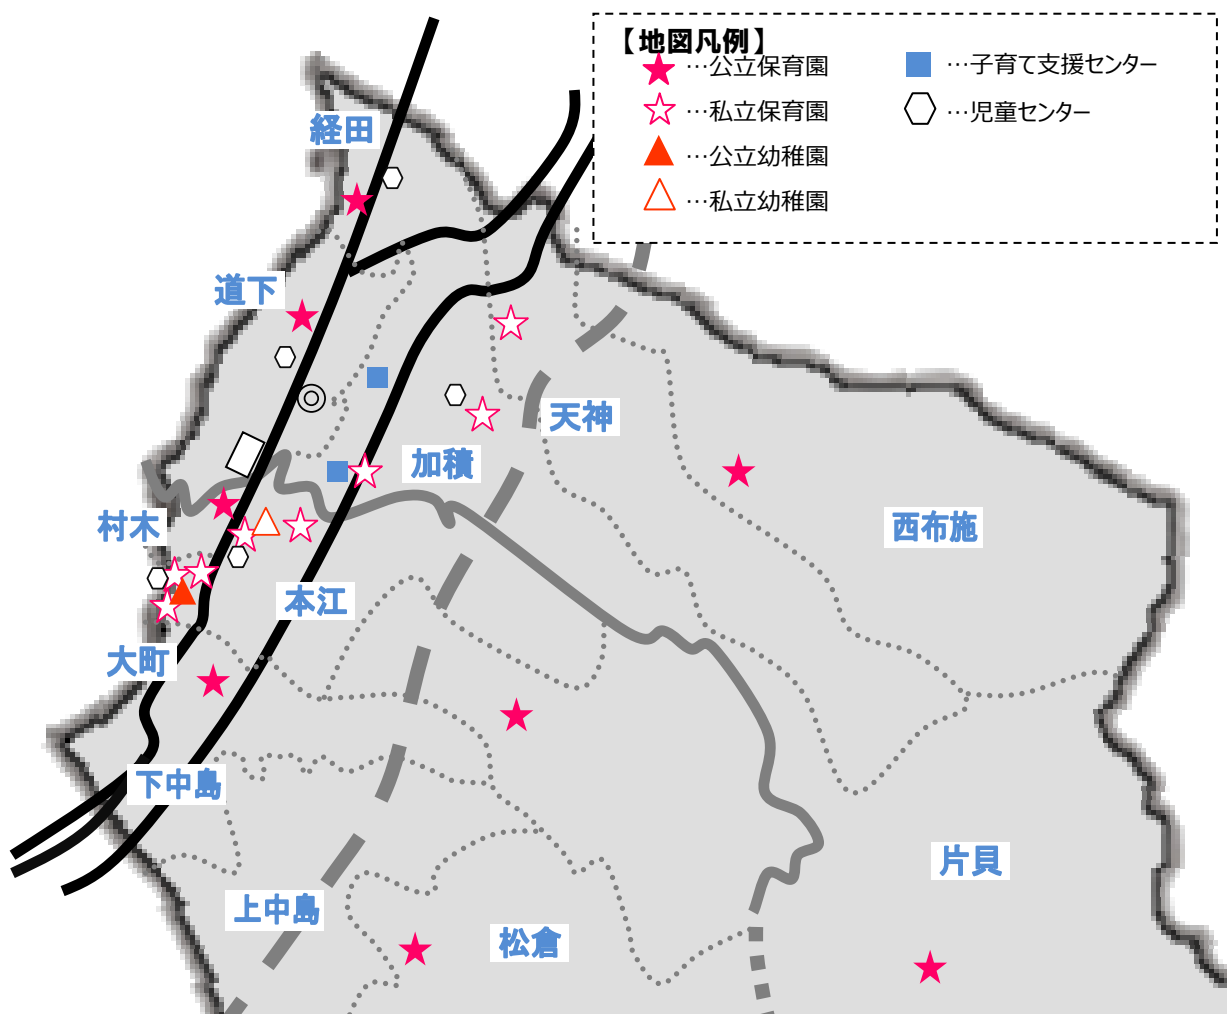 【地図凡例】
…公立保育園
…子育て支援センター
…私立保育園
…児童センター
…公立幼稚園
…私立幼稚園
経田
道下
天神
加積
村木
西布施
本江
大町
下中島
片貝
上中島
松倉